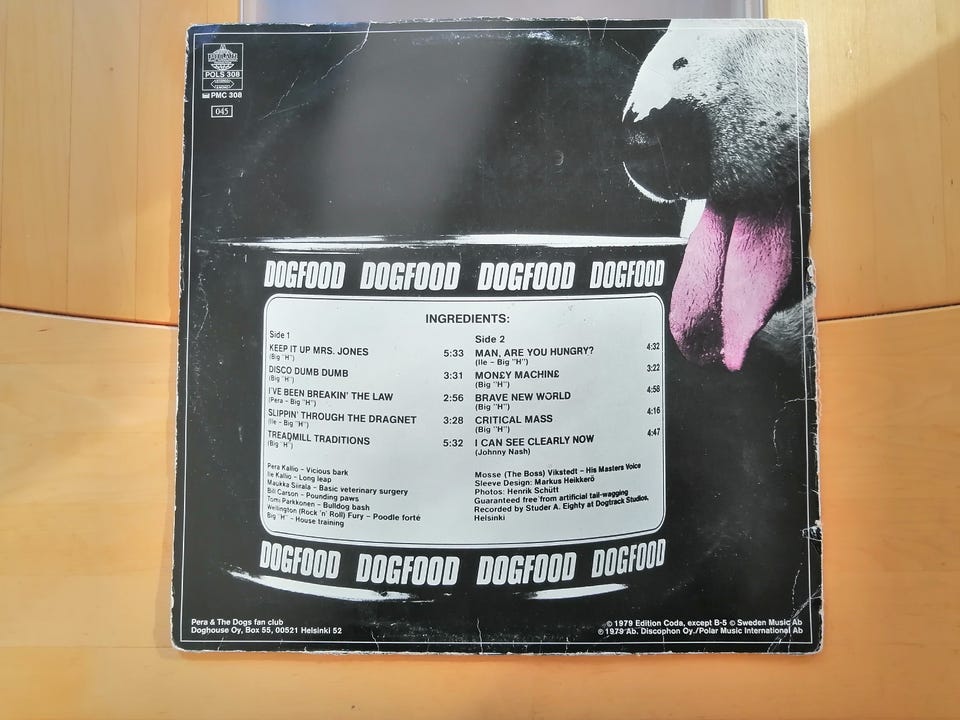 POLS 308
PMC 308
045
DOGFOOD DOGFOOD DOGFOOD DOGFOOD
INGREDIENTS:
Side 1
KEEP IT UP MRS. JONES 5:33
(Big "H")
DISCO DUMB DUMB 3:31
(Big "H")
I'VE BEEN BREAKIN' THE LAW 2:56
(Pera – Big "H")
SLIPPIN' THROUGH THE DRAGNET 3:28
(Ile – Big "H")
TREADMILL TRADITIONS 5:32
(Big "H")
Pera Kallio – Vicious bark
Ile Kallio – Long leap
Maukka Siirala – Basic veterinary surgery
Bill Carson – Pounding paws
Tomi Parkkonen – Bulldog bash
Wellington (Rock 'n' Roll) Fury – Poodle forté
Big "H" – House training
Side 2
MAN, ARE YOU HUNGRY? 4:32
(Ile – Big "H")
MON£Y MACHIN£ 3:22
(Big "H")
BRAVE NEW WORLD 4:58
(Big "H")
CRITICAL MASS 4:16
(Big "H")
I CAN SEE CLEARLY NOW 4:47
(Johnny Nash)
Mosse (The Boss) Vikstedt – His Masters Voice
Sleeve Design: Markus Heikkerö
Photos: Henrik Schütt
Guaranteed free from artificial tail-wagging
Recorded by Studer A. Eighty at Dogtrack Studios,
Helsinki
DOGFOOD DOGFOOD DOGFOOD DOGFOOD
Pera & The Dogs fan club
Doghouse Oy, Box 55, 00521 Helsinki 52
© 1979 Edition Coda, except B-5 © Sweden Music Ab
℗ 1979 Ab. Discophon Oy./Polar Music International Ab